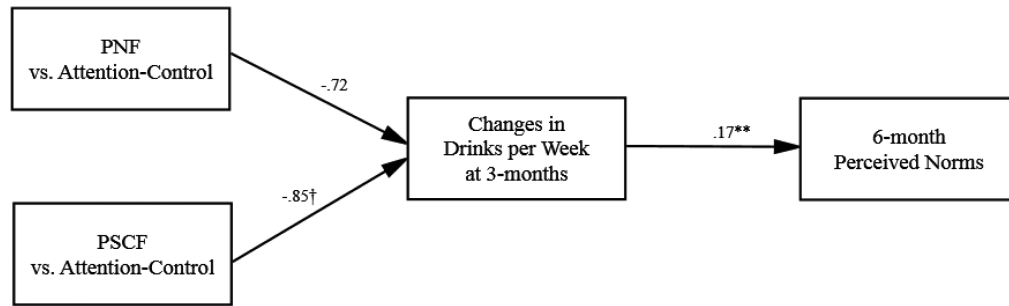 PNF
vs. Attention-Control
-.72
Changes in
Drinks per Week
at 3-months
.17**
6-month
Perceived Norms
-.85†
PSCF
vs. Attention-Control